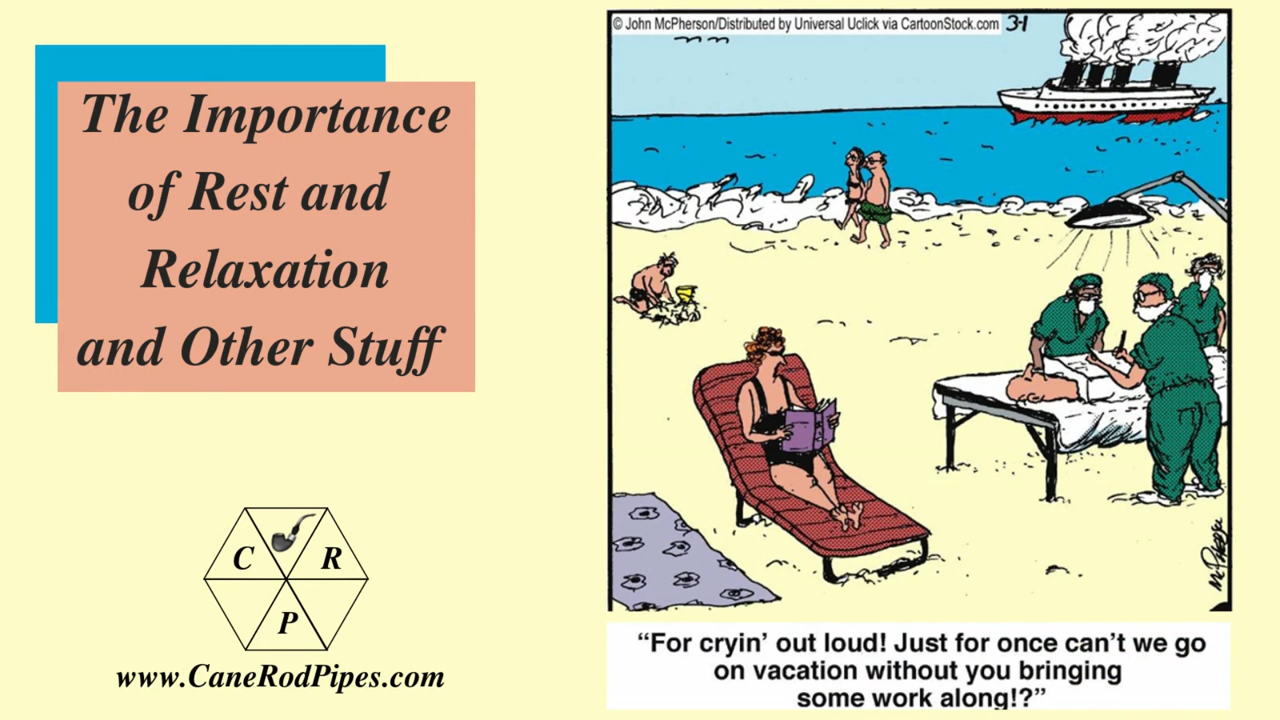 The Importance
of Rest and
Relaxation
and Other Stuff
C R
P
www.CaneRodPipes.com
© John McPherson/Distributed by Universal Uclick via CartoonStock.com 3-1
McPherson
“For cryin’ out loud! Just for once can’t we go
on vacation without you bringing
some work along!?”